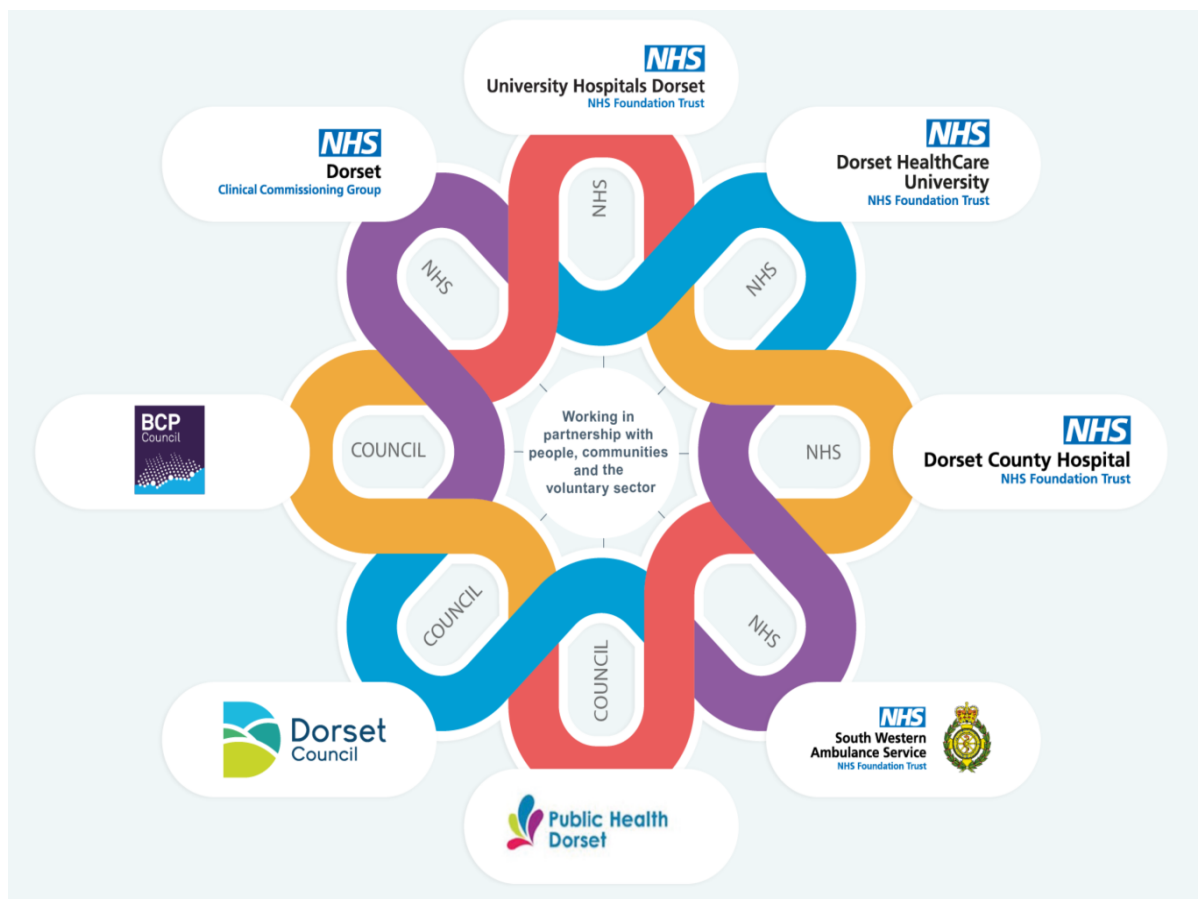 NHS
University Hospitals Dorset
NHS Foundation Trust
NHS
Dorset
Clinical Commissioning Group
NHS
Dorset HealthCare
University
NHS Foundation Trust
NHS
NHS
NHS
BCP
Council
COUNCIL
Working in
partnership with
people, communities
and the
voluntary sector
NHS
NHS
Dorset County Hospital
NHS Foundation Trust
COUNCIL
COUNCIL
NHS
Dorset
Council
NHS
South Western
Ambulance Service
NHS Foundation Trust
Public Health
Dorset